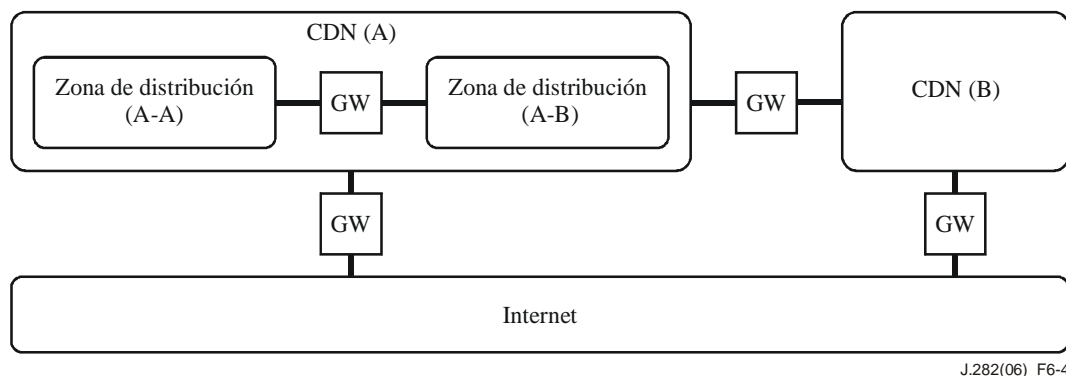 CDN (A)
Zona de distribución
(A-A)
GW
Zona de distribución
(A-B)
GW
CDN (B)
GW
GW
Internet
J.282(06)_F6-4